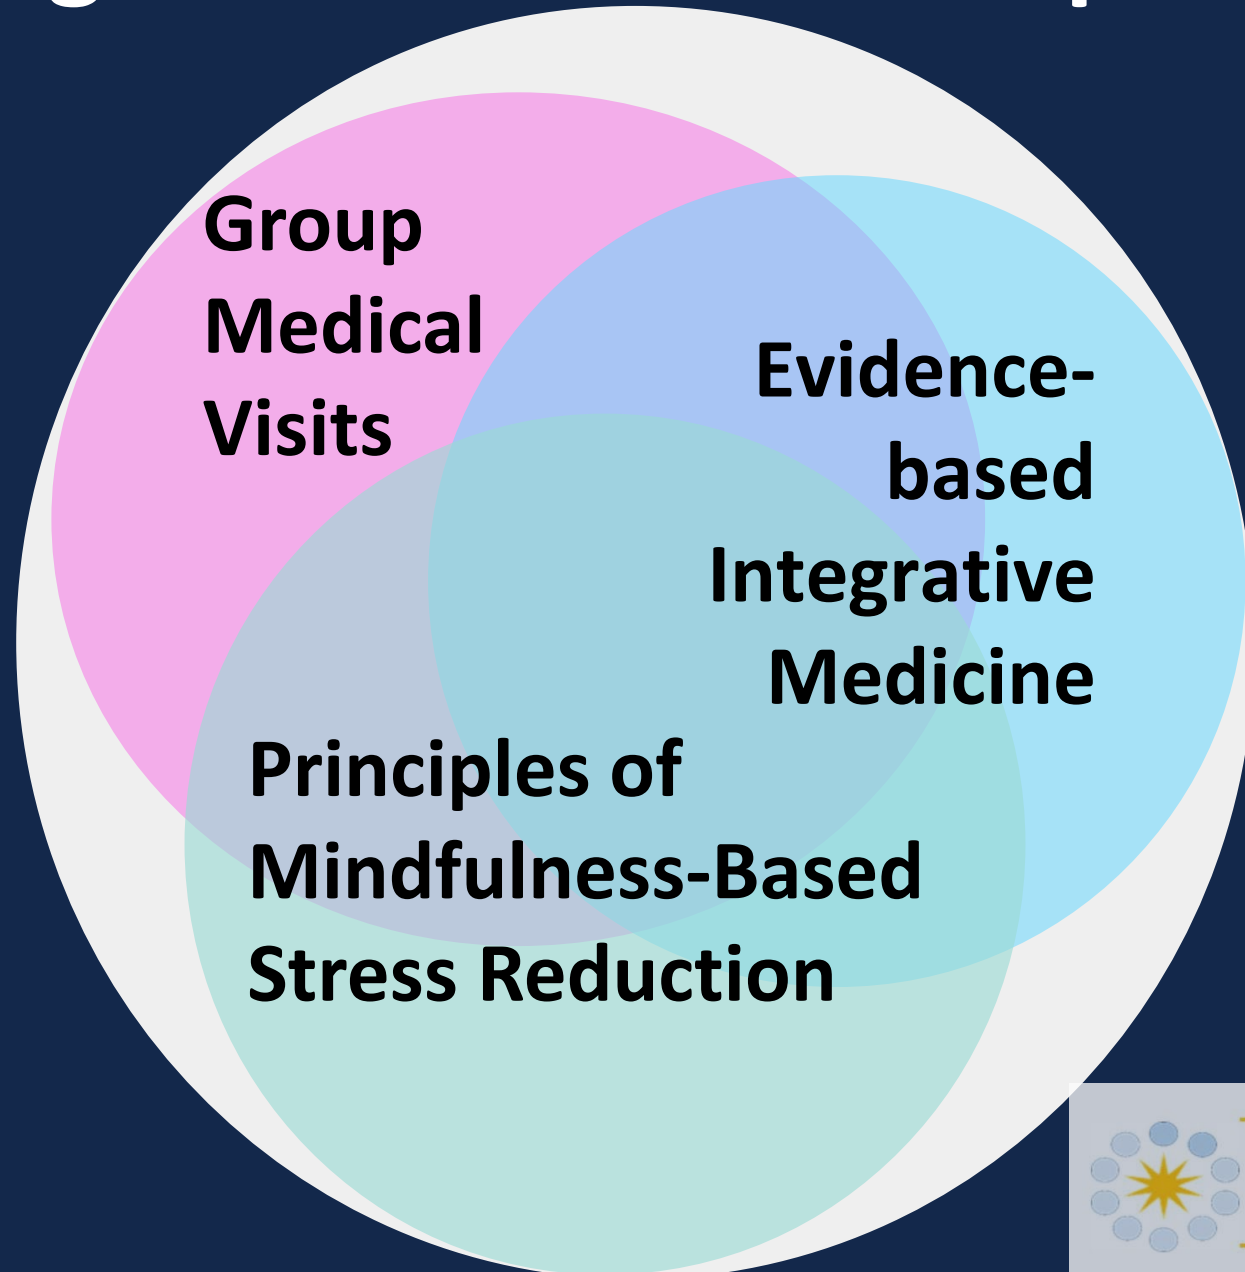 Group
Medical
Visits
Evidence-
based
Integrative
Medicine
Principles of
Mindfulness-Based
Stress Reduction